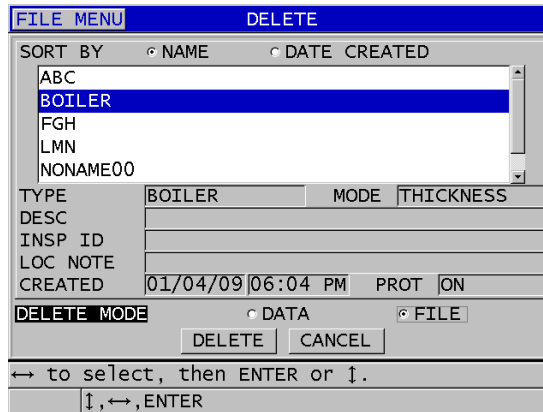 FILE MENU DELETE
SORT BY NAME DATE CREATED
ABC
BOILER
FGH
LMN
NONAME00
TYPE BOILER MODE THICKNESS
DESC
INSP ID
LOC NOTE
CREATED 01/04/09 06:04 PM PROT ON
DELETE MODE DATA FILE
DELETE CANCEL
↔ to select, then ENTER or ↕.
↕,↔,ENTER